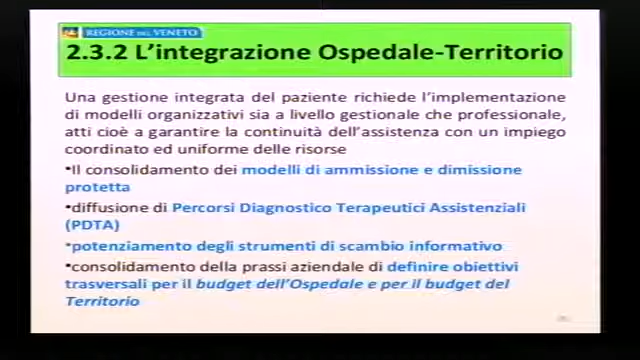 REGIONE DEL VENETO
2.3.2 L'integrazione Ospedale-Territorio
Una gestione integrata del paziente richiede l'implementazione
di modelli organizzativi sia a livello gestionale che professionale,
atti cioè a garantire la continuità dell'assistenza con un impiego
coordinato ed uniforme delle risorse
•Il consolidamento dei modelli di ammissione e dimissione
protetta
•diffusione di Percorsi Diagnostico Terapeutici Assistenziali
(PDTA)
•potenziamento degli strumenti di scambio informativo
•consolidamento della prassi aziendale di definire obiettivi
trasversali per il budget dell'Ospedale e per il budget del
Territorio